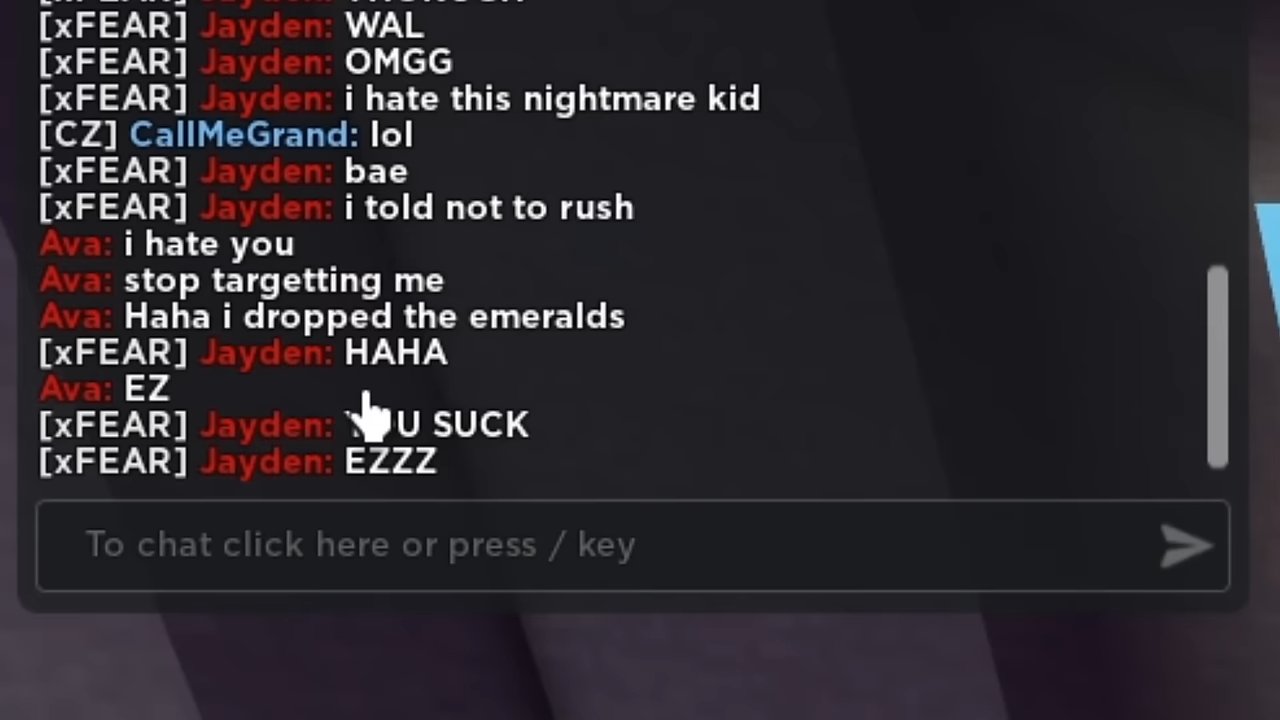 [xFEAR] Jayden: WAL
[xFEAR] Jayden: OMGG
[xFEAR] Jayden: i hate this nightmare kid
[CZ] CallMeGrand: lol
[xFEAR] Jayden: bae
[xFEAR] Jayden: i told not to rush
Ava: i hate you
Ava: stop targetting me
Ava: Haha i dropped the emeralds
[xFEAR] Jayden: HAHA
Ava: EZ
[xFEAR] Jayden: YOU SUCK
[xFEAR] Jayden: EZZZ
To chat click here or press / key